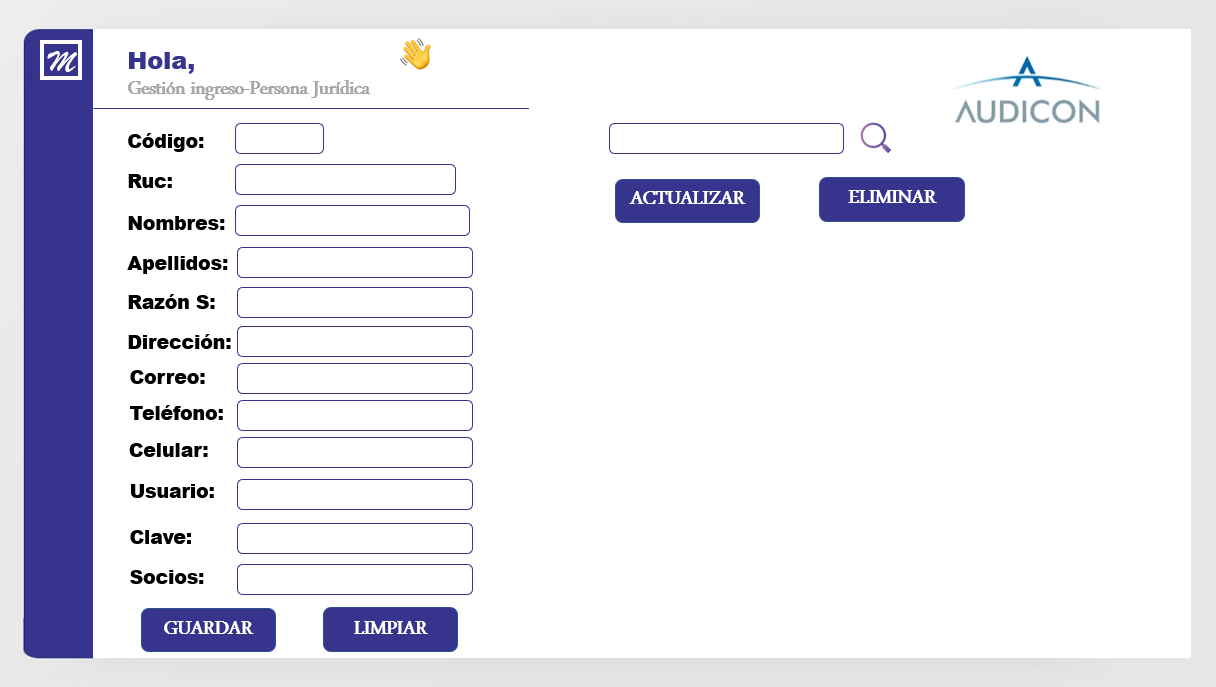 M
Hola,
Gestión ingreso-Persona Jurídica
AUDICON
Código:
Ruc:
Nombres:
Apellidos:
Razón S:
Dirección:
Correo:
Teléfono:
Celular:
Usuario:
Clave:
Socios:
GUARDAR
LIMPIAR
ACTUALIZAR
ELIMINAR